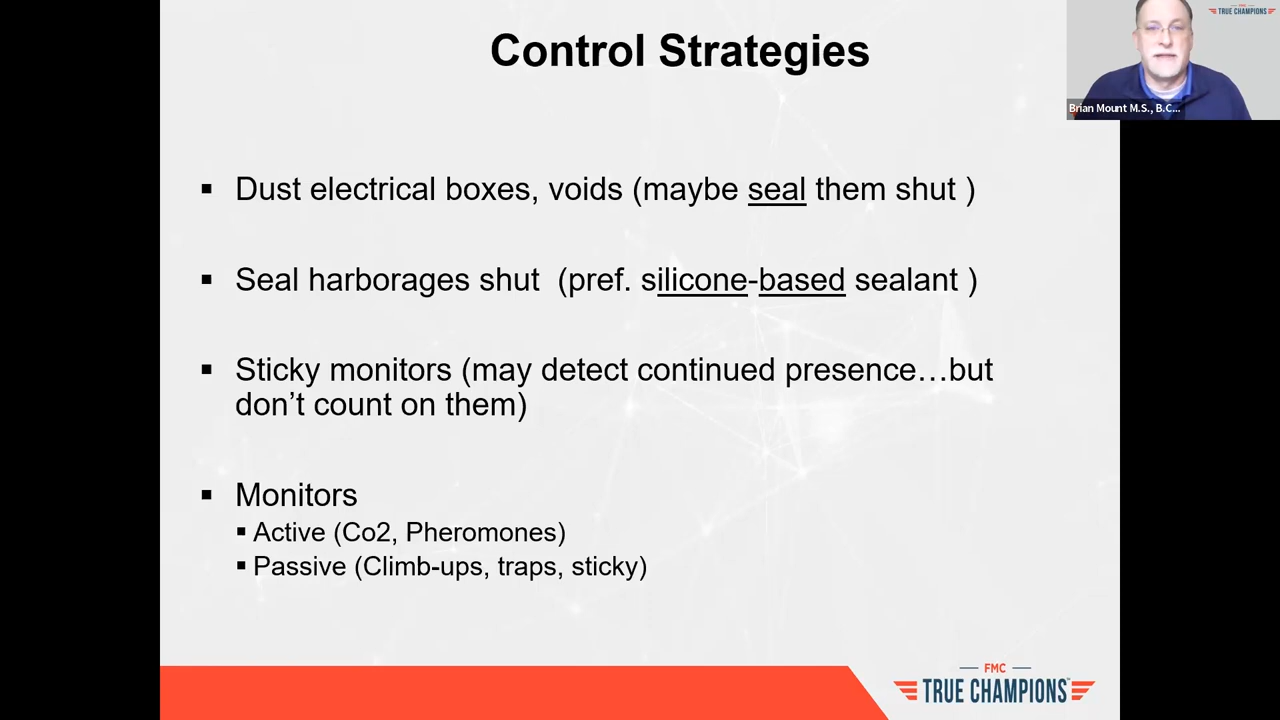 Control Strategies
FMC
TRUE CHAMPIONS
Brian Mount M.S., B.C...
Dust electrical boxes, voids (maybe seal them shut )
Seal harborages shut (pref. silicone-based sealant )
Sticky monitors (may detect continued presence…but
don’t count on them)
Monitors
Active (Co2, Pheromones)
Passive (Climb-ups, traps, sticky)
FMC
TRUE CHAMPIONS™